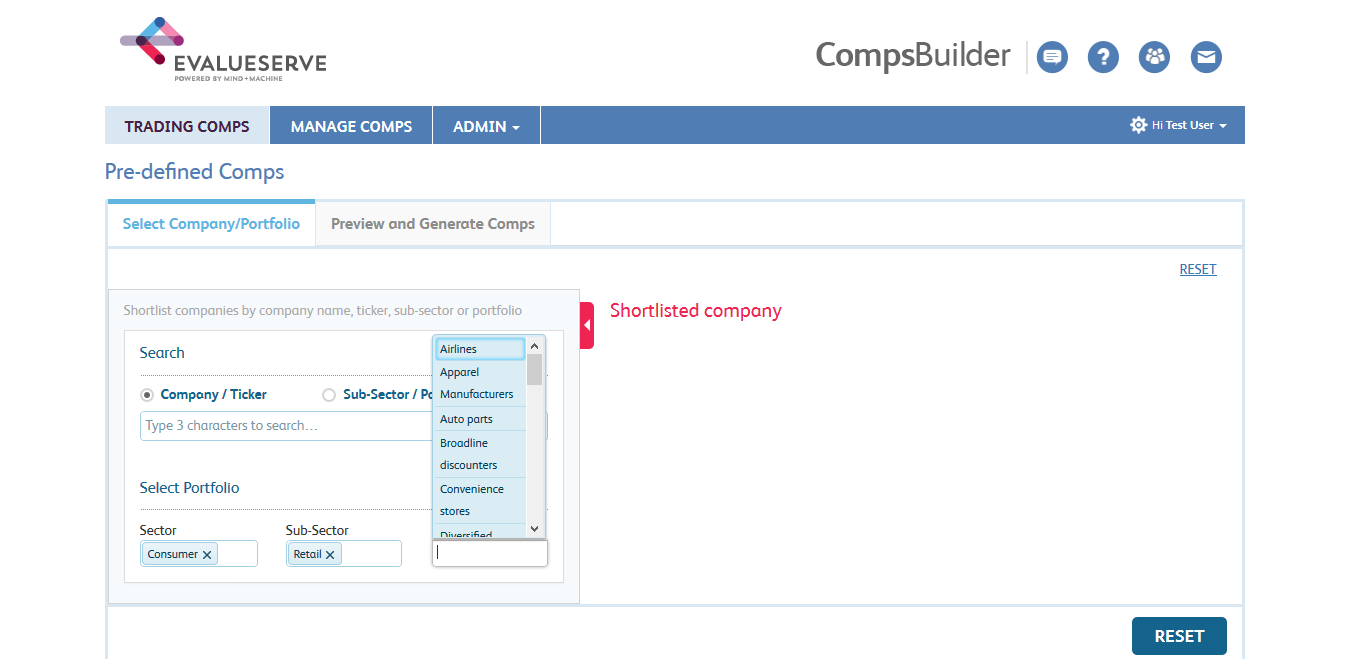 EVALUESERVE
POWERED BY MIND+MACHINE
CompsBuilder
?
TRADING COMPS
MANAGE COMPS
ADMIN
Hi Test User
Pre-defined Comps
Select Company/Portfolio
Preview and Generate Comps
RESET
Shortlist companies by company name, ticker, sub-sector or portfolio
Shortlisted company
Search
Company / Ticker
Sub-Sector /
Type 3 characters to search...
Airlines
Apparel
Manufacturers
Auto parts
Broadline
discounters
Convenience
stores
Diversified
Select Portfolio
Sector
Sub-Sector
Consumer ×
Retail ×
RESET